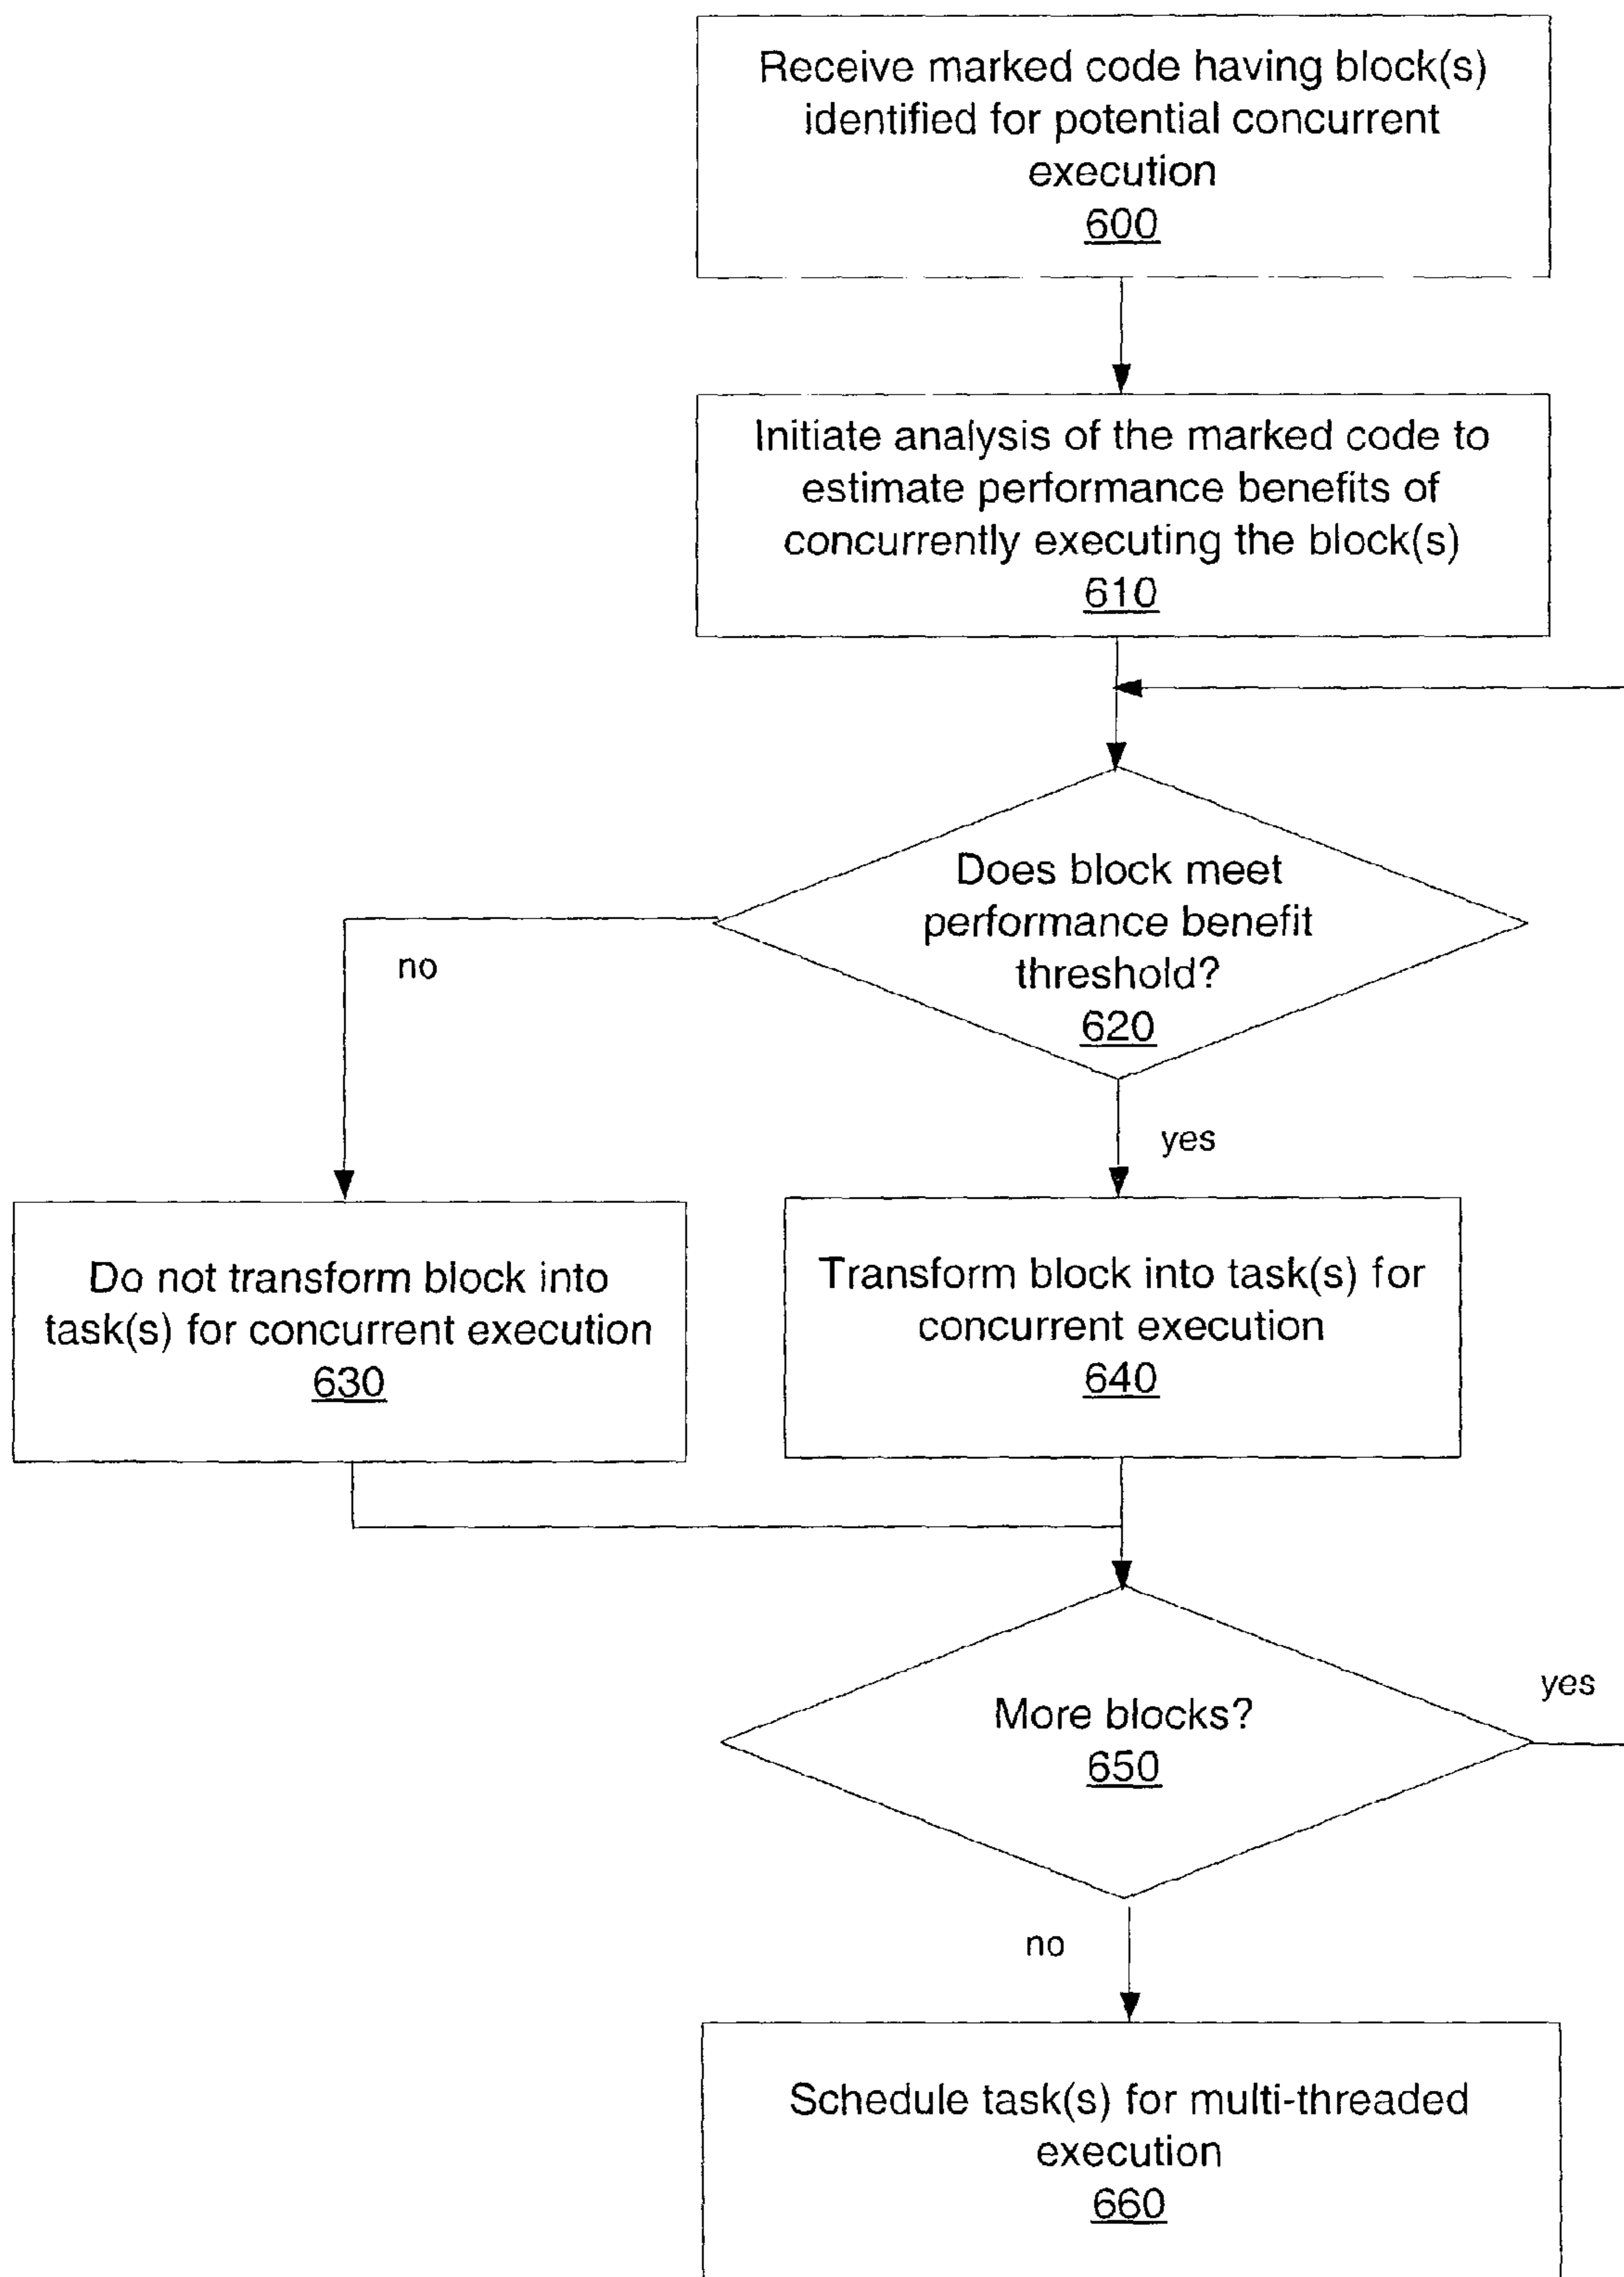 Receive marked code having block(s)
identified for potential concurrent
execution
600
Initiate analysis of the marked code to
estimate performance benefits of
concurrently executing the block(s)
610
Does block meet
performance benefit
threshold?
620
no
yes
Do not transform block into
task(s) for concurrent execution
630
Transform block into task(s) for
concurrent execution
640
More blocks?
650
yes
no
Schedule task(s) for multi-threaded
execution
660